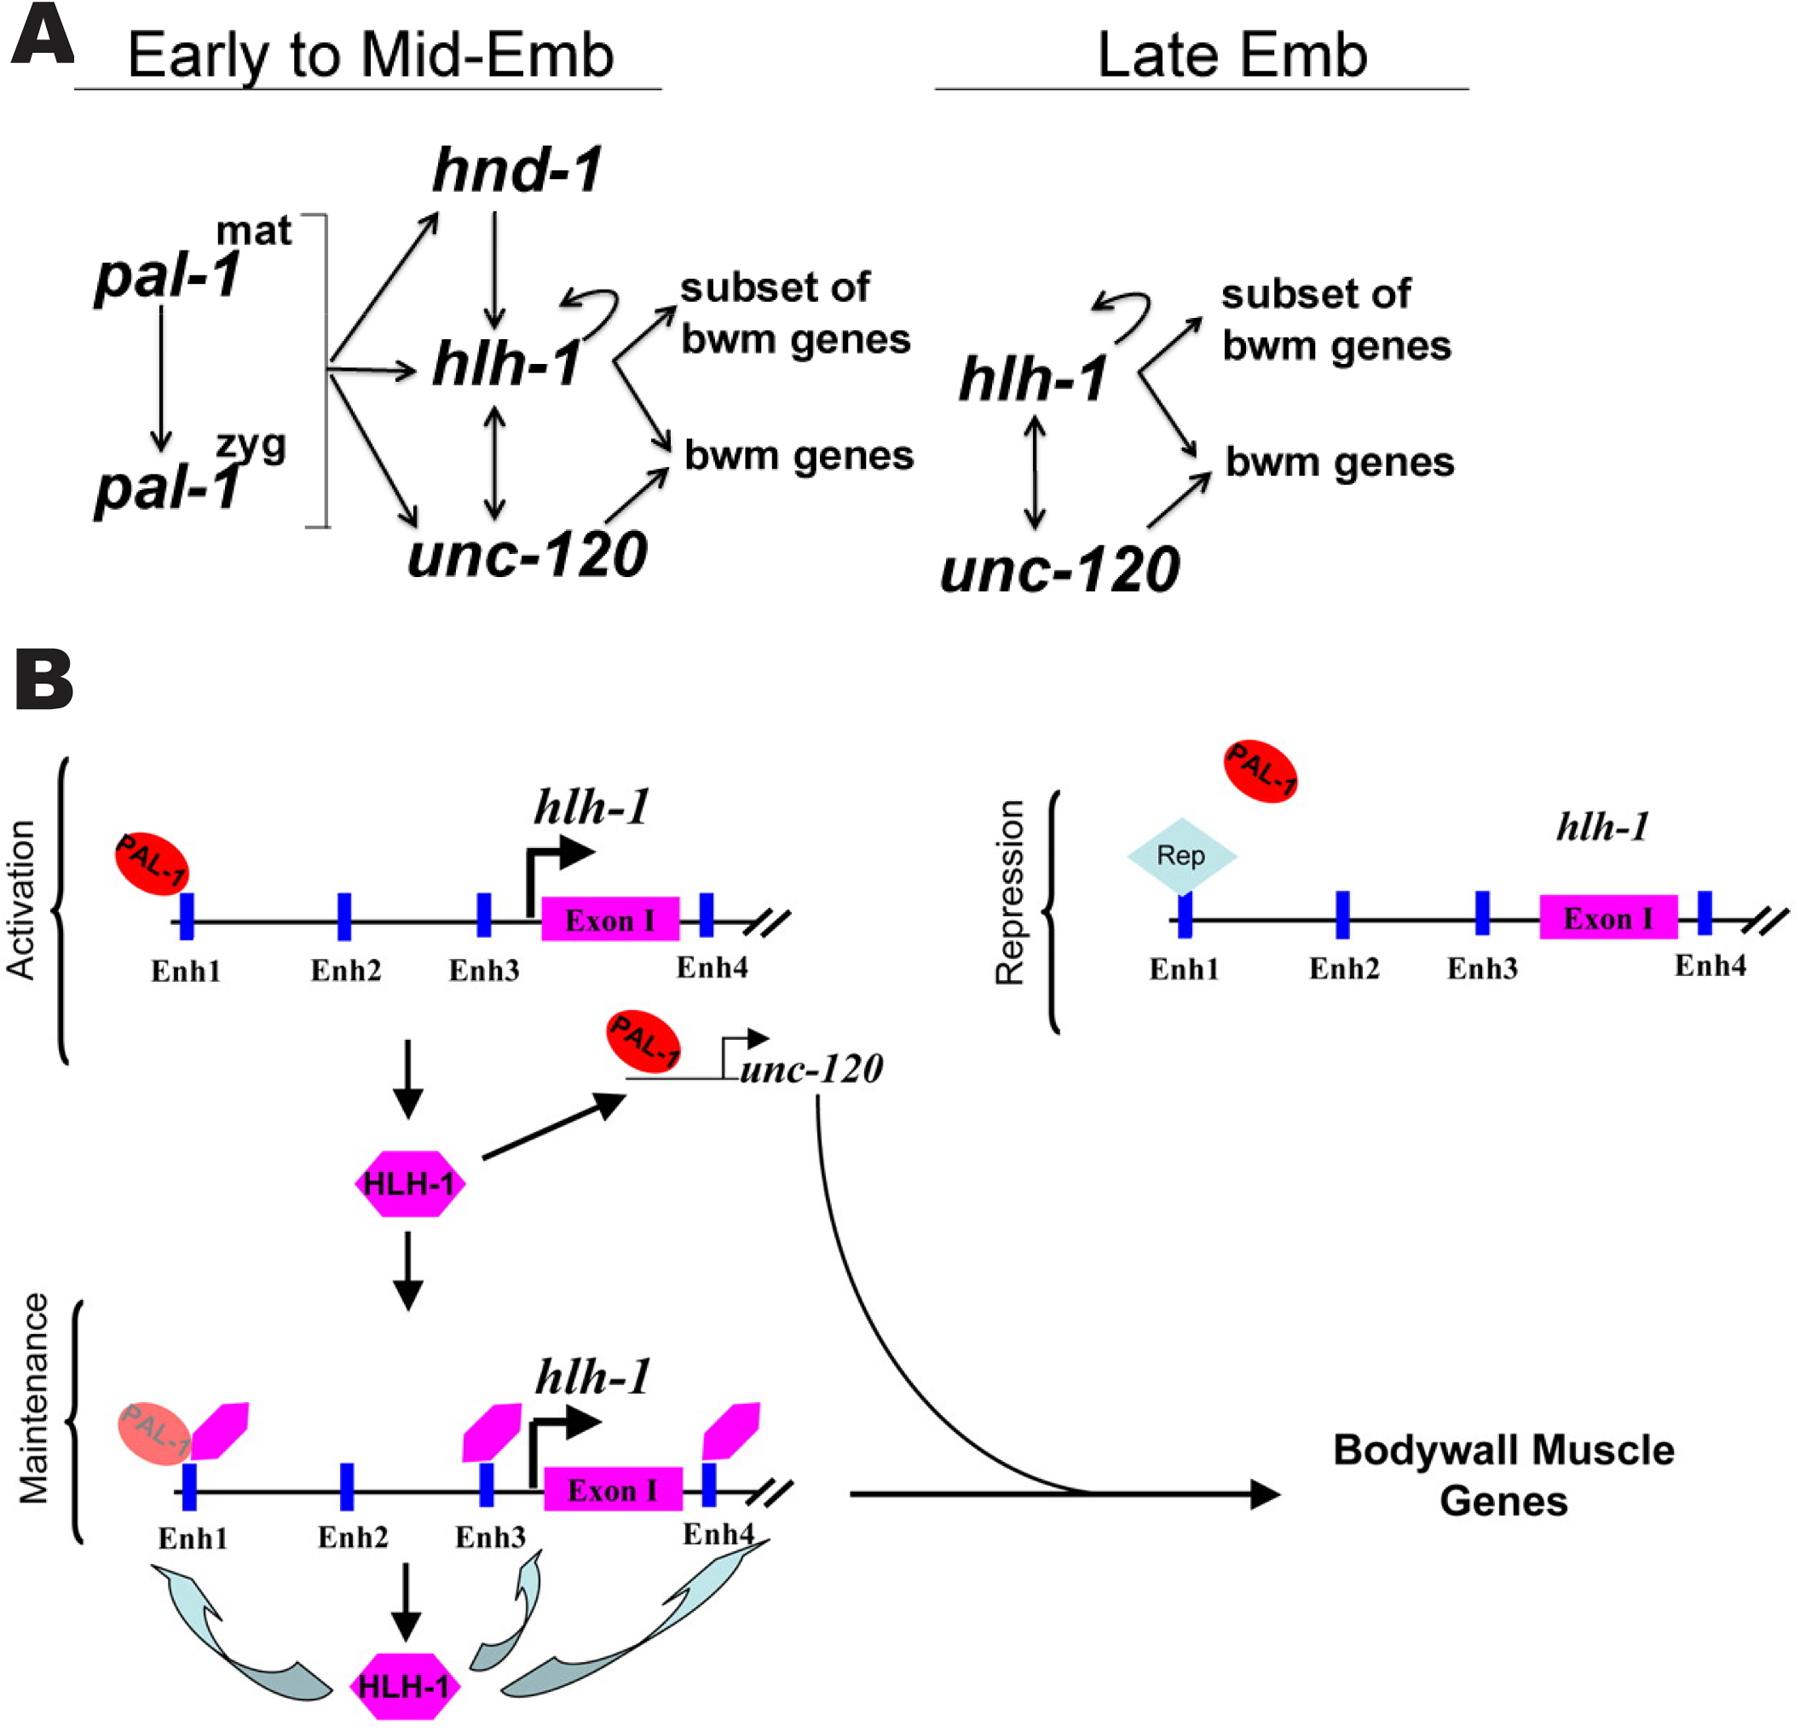 A
Early to Mid-Emb
Late Emb
hnd-1
mat
pal-1
subset of
bwm genes
hlh-1
zyg
pal-1
bwm genes
unc-120
subset of
bwm genes
hlh-1
bwm genes
unc-120
B
Activation
PAL-1
hlh-1
Exon I
Enh1
Enh2
Enh3
Enh4
Repression
PAL-1
Rep
hlh-1
Exon I
Enh1
Enh2
Enh3
Enh4
PAL-1
unc-120
HLH-1
Maintenance
PAL-1
hlh-1
Exon I
Enh1
Enh2
Enh3
Enh4
Bodywall Muscle
Genes
HLH-1